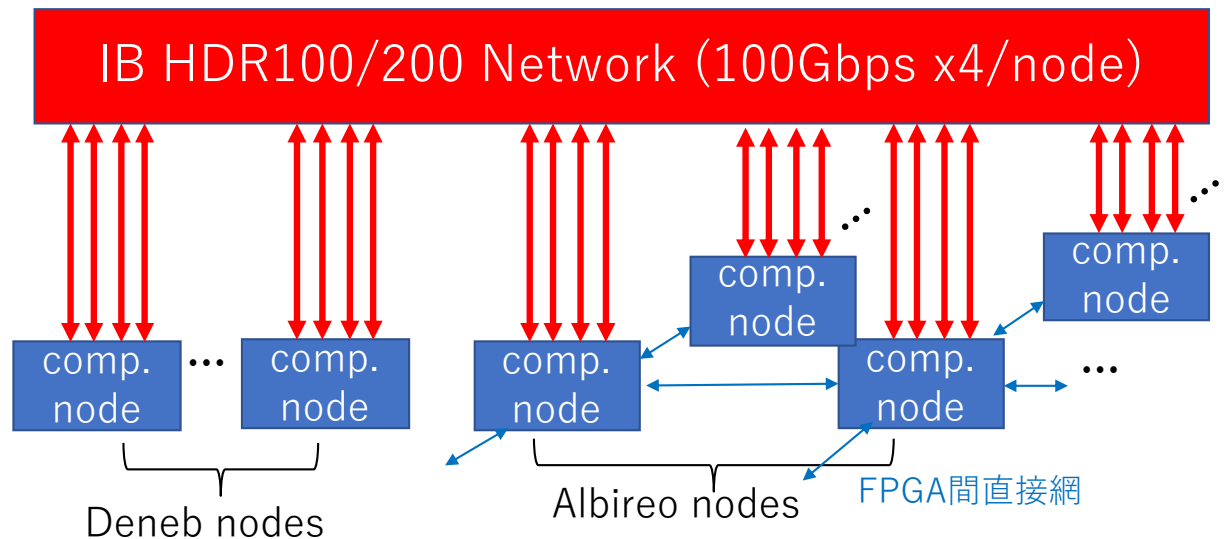 IB HDR100/200 Network (100Gbps x4/node)
comp.
node
...
comp.
node
comp.
node
comp.
node
...
comp.
node
comp.
node
...
...
Deneb nodes
Albireo nodes
FPGA間直接網